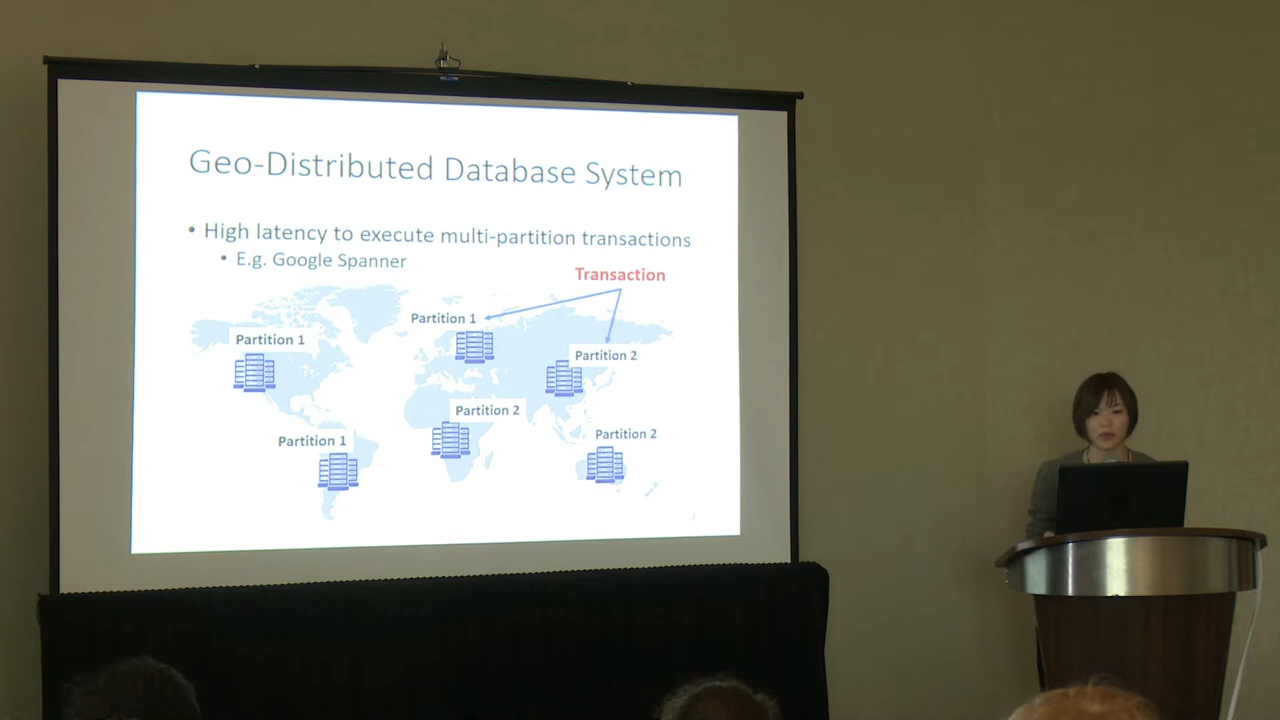 Geo-Distributed Database System
• High latency to execute multi-partition transactions
• E.g. Google Spanner
Transaction
Partition 1
Partition 1
Partition 2
Partition 2
Partition 1
Partition 2